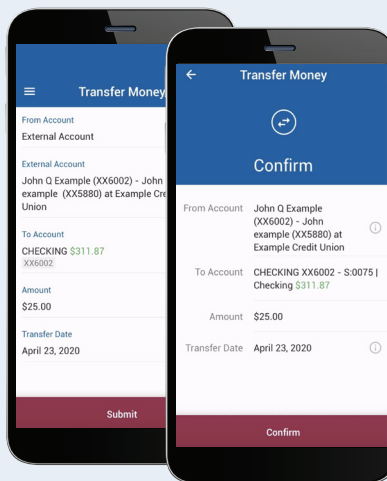 Transfer Money
From Account
External Account
External Account
John Q Example (XX6002) - John
example (XX5880) at Example Cre
Union
To Account
CHECKING $311.87
XX6002
Amount
$25.00
Transfer Date
April 23, 2020
Submit
Transfer Money
Confirm
From Account
John Q Example
(XX6002) - John
example (XX5880) at
Example Credit Union
To Account
CHECKING XX6002 - S:0075 |
Checking $311.87
Amount
$25.00
Transfer Date
April 23, 2020
Confirm